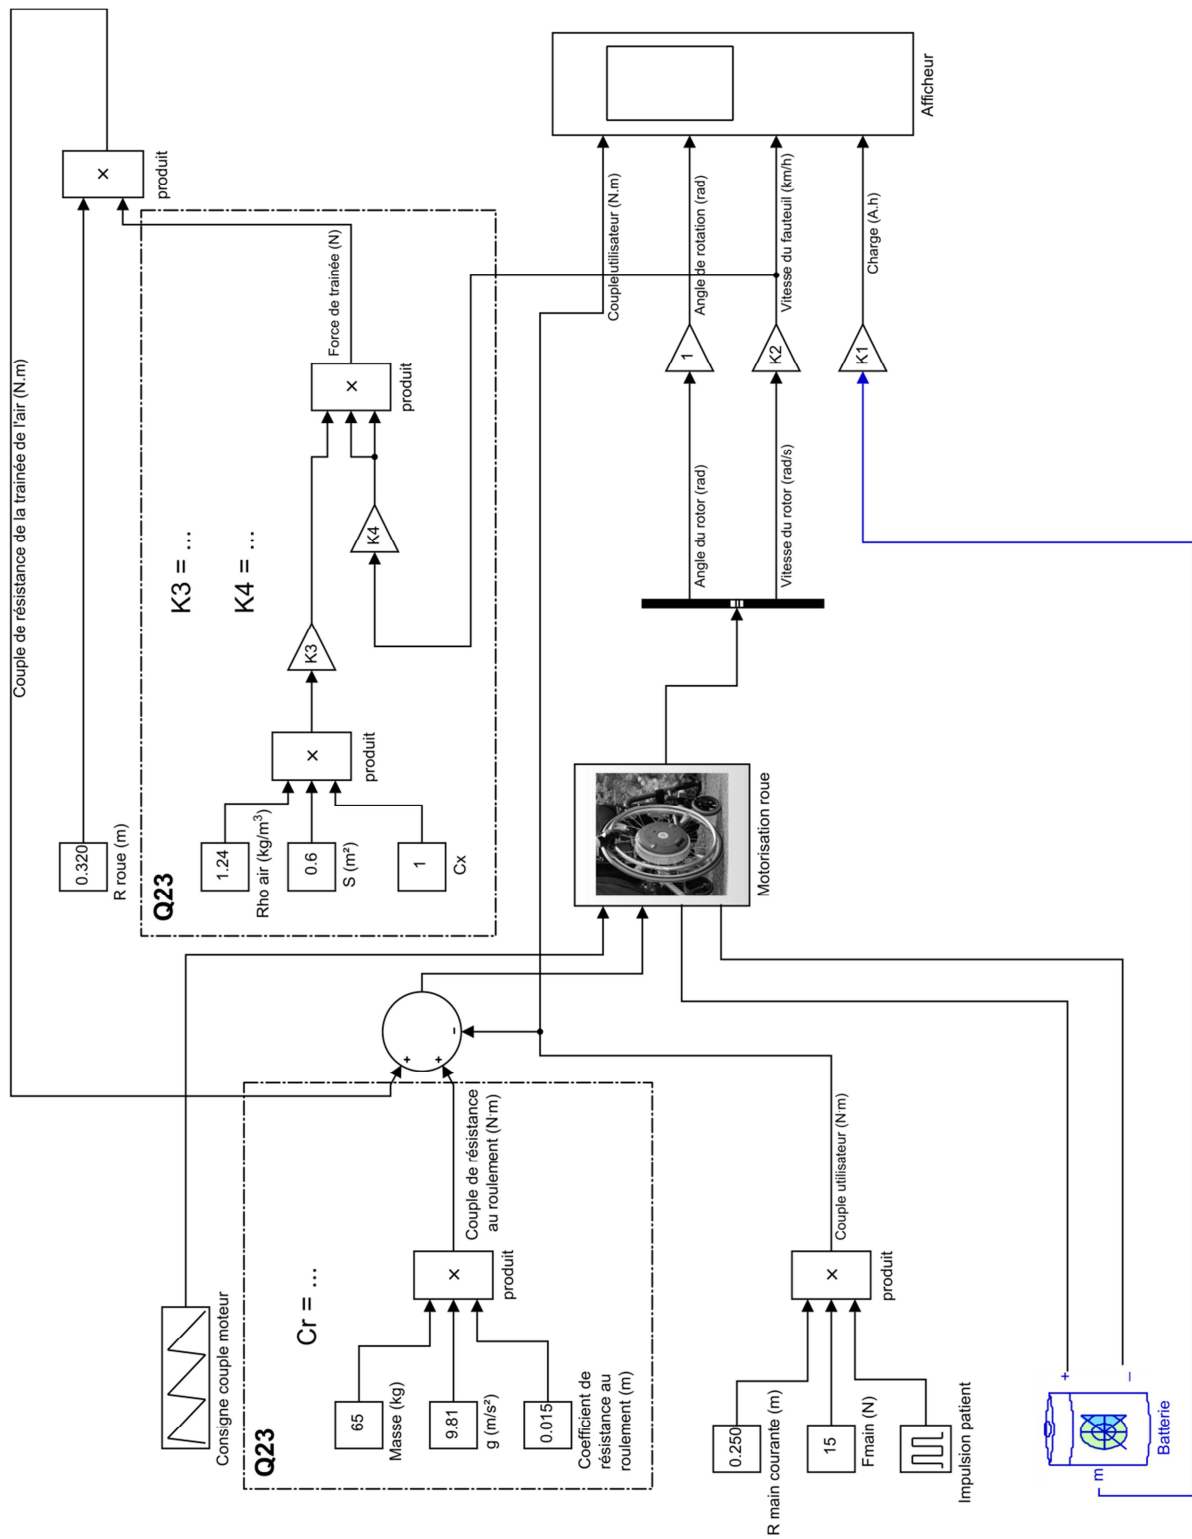 Couple de résistance de la trainée de l'air (N.m)
×
produit
0.320
R roue (m)
Consigne couple moteur
Q23
Cr = ...
65
Masse (kg)
9.81
g (m/s²)
0.015
Coefficient de
résistance au
roulement (m)
×
produit
Couple de résistance
au roulement (N·m)
+
+
-
Q23
K3 = ...
K4 = ...
1.24
Rho air (kg/m³)
0.6
S (m²)
1
Cx
×
produit
K3
K4
×
produit
Force de trainée (N)
0.250
R main courante (m)
15
Fmain (N)
Impulsion patient
×
produit
Couple utilisateur (N·m)
Motorisation roue
Angle du rotor (rad)
Vitesse du rotor (rad/s)
1
K2
K1
Coupleutilisateur (N.m)
Angle de rotation (rad)
Vitesse du fauteuil (km/h)
Charge (A.h)
Afficheur
+
–
m
Batterie